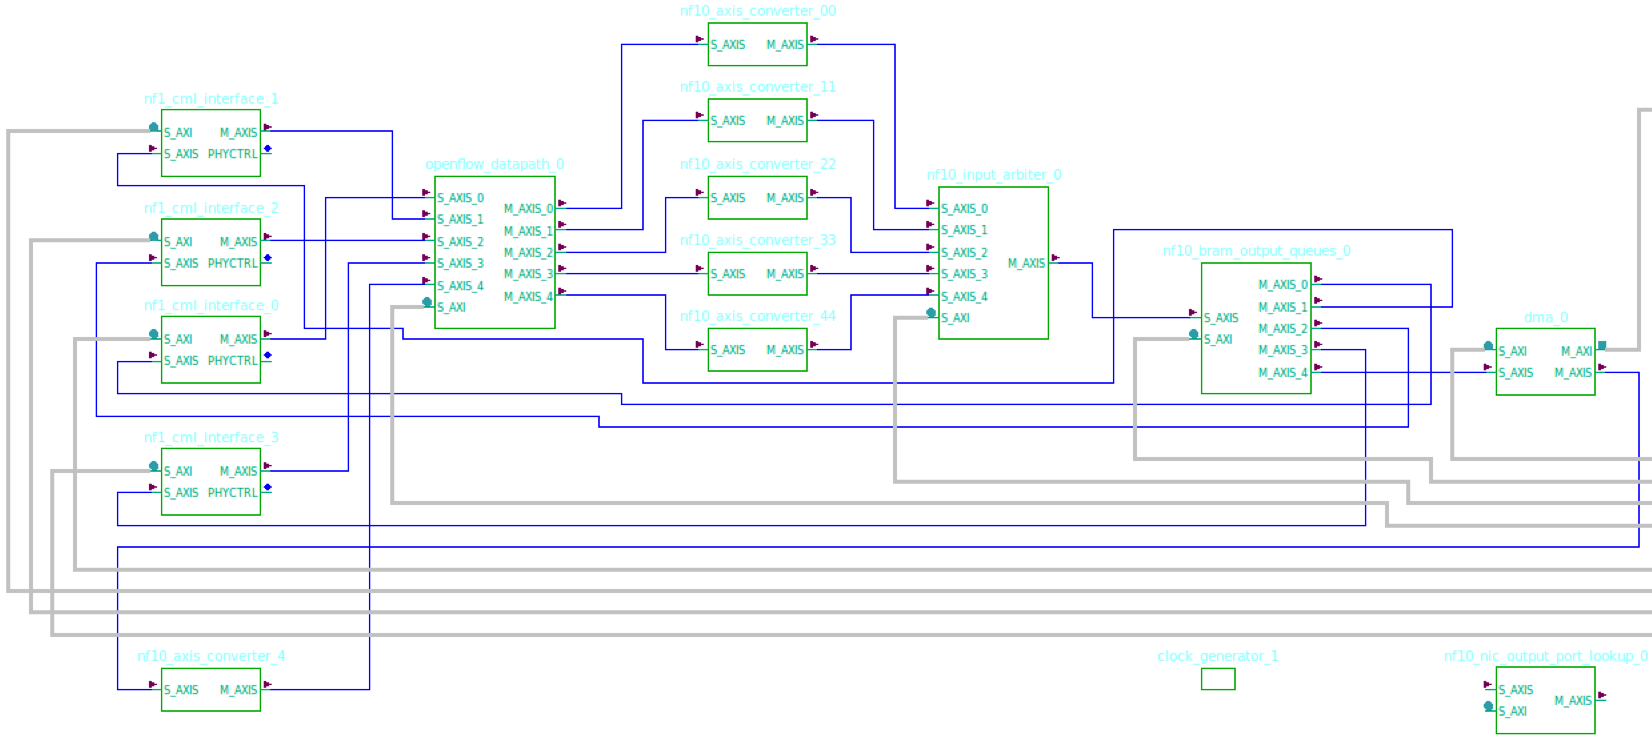 nf10_axis_converter_00
S_AXIS M_AXIS
nf10_axis_converter_11
S_AXIS M_AXIS
nf10_axis_converter_22
S_AXIS M_AXIS
nf10_axis_converter_33
S_AXIS M_AXIS
nf10_axis_converter_44
S_AXIS M_AXIS
nf1_cml_interface_1
S_AXI M_AXIS
S_AXIS PHYCTRL
nf1_cml_interface_2
S_AXI M_AXIS
S_AXIS PHYCTRL
nf1_cml_interface_0
S_AXI M_AXIS
S_AXIS PHYCTRL
nf1_cml_interface_3
S_AXI M_AXIS
S_AXIS PHYCTRL
nf10_axis_converter_4
S_AXIS M_AXIS
openflow_datapath_0
S_AXIS_0
M_AXIS_0
S_AXIS_1
M_AXIS_1
S_AXIS_2
M_AXIS_2
S_AXIS_3
M_AXIS_3
S_AXIS_4
M_AXIS_4
S_AXI
nf10_input_arbiter_0
S_AXIS_0
S_AXIS_1
S_AXIS_2
M_AXIS
S_AXIS_3
S_AXIS_4
S_AXI
nf10_bram_output_queues_0
M_AXIS_0
M_AXIS_1
S_AXIS
M_AXIS_2
S_AXI
M_AXIS_3
M_AXIS_4
dma_0
S_AXI M_AXI
S_AXIS M_AXIS
clock_generator_1
nf10_nic_output_port_lookup_0
S_AXIS
M_AXIS
S_AXI